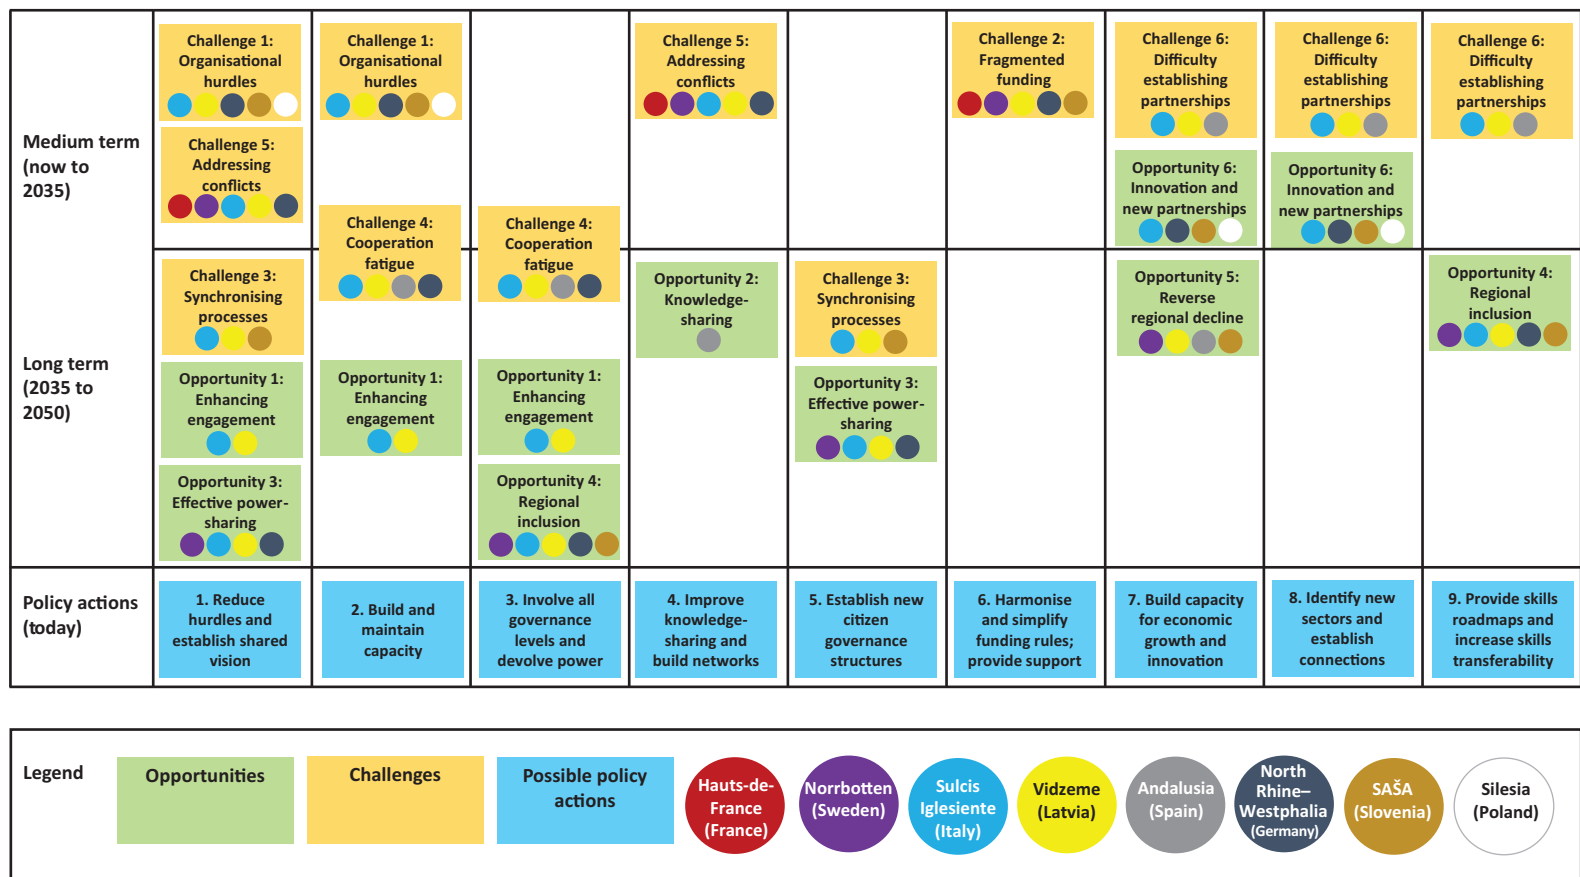 Medium term
(now to
2035)
Challenge 1:
Organisational
hurdles
Challenge 5:
Addressing
conflicts
Challenge 1:
Organisational
hurdles
Challenge 4:
Cooperation
fatigue
Challenge 4:
Cooperation
fatigue
Challenge 5:
Addressing
conflicts
Challenge 2:
Fragmented
funding
Challenge 6:
Difficulty
establishing
partnerships
Opportunity 6:
Innovation and
new partnerships
Challenge 6:
Difficulty
establishing
partnerships
Opportunity 6:
Innovation and
new partnerships
Challenge 6:
Difficulty
establishing
partnerships
Long term
(2035 to
2050)
Challenge 3:
Synchronising
processes
Opportunity 1:
Enhancing
engagement
Opportunity 3:
Effective power-
sharing
Opportunity 1:
Enhancing
engagement
Opportunity 1:
Enhancing
engagement
Opportunity 4:
Regional
inclusion
Opportunity 2:
Knowledge-
sharing
Challenge 3:
Synchronising
processes
Opportunity 3:
Effective power-
sharing
Opportunity 5:
Reverse
regional decline
Opportunity 4:
Regional
inclusion
Policy actions
(today)
1. Reduce
hurdles and
establish shared
vision
2. Build and
maintain
capacity
3. Involve all
governance
levels and
devolve power
4. Improve
knowledge-
sharing and
build networks
5. Establish new
citizen
governance
structures
6. Harmonise
and simplify
funding rules;
provide support
7. Build capacity
for economic
growth and
innovation
8. Identify new
sectors and
establish
connections
9. Provide skills
roadmaps and
increase skills
transferability
Legend
Opportunities
Challenges
Possible policy
actions
Hauts-de-
France
(France)
Norrbotten
(Sweden)
Sulcis
Iglesiente
(Italy)
Vidzeme
(Latvia)
Andalusia
(Spain)
North
Rhine–
Westphalia
(Germany)
SAŠA
(Slovenia)
Silesia
(Poland)